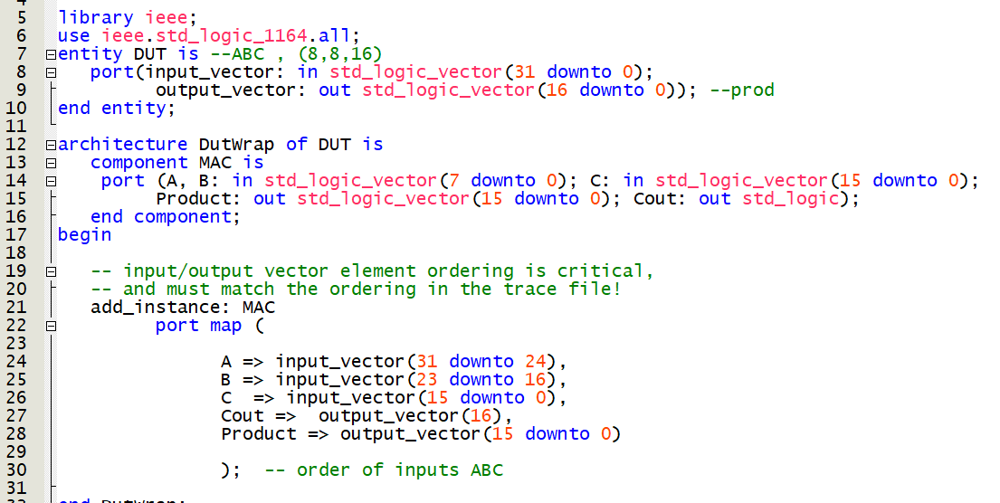 5 library ieee;
6 use ieee.std_logic_1164.all;
7 entity DUT is --ABC , (8,8,16)
8 port(input_vector: in std_logic_vector(31 downto 0);
9 output_vector: out std_logic_vector(16 downto 0)); --prod
10 end entity;
11
12 architecture DutWrap of DUT is
13 component MAC is
14 port (A, B: in std_logic_vector(7 downto 0); C: in std_logic_vector(15 downto 0);
15 Product: out std_logic_vector(15 downto 0); Cout: out std_logic);
16 end component;
17 begin
18
19 -- input/output vector element ordering is critical,
20 -- and must match the ordering in the trace file!
21 add_instance: MAC
22 port map (
23
24 A => input_vector(31 downto 24),
25 B => input_vector(23 downto 16),
26 C  => input_vector(15 downto 0),
27 Cout =>  output_vector(16),
28 Product => output_vector(15 downto 0)
29
30 );  -- order of inputs ABC
31
end DutWrap;